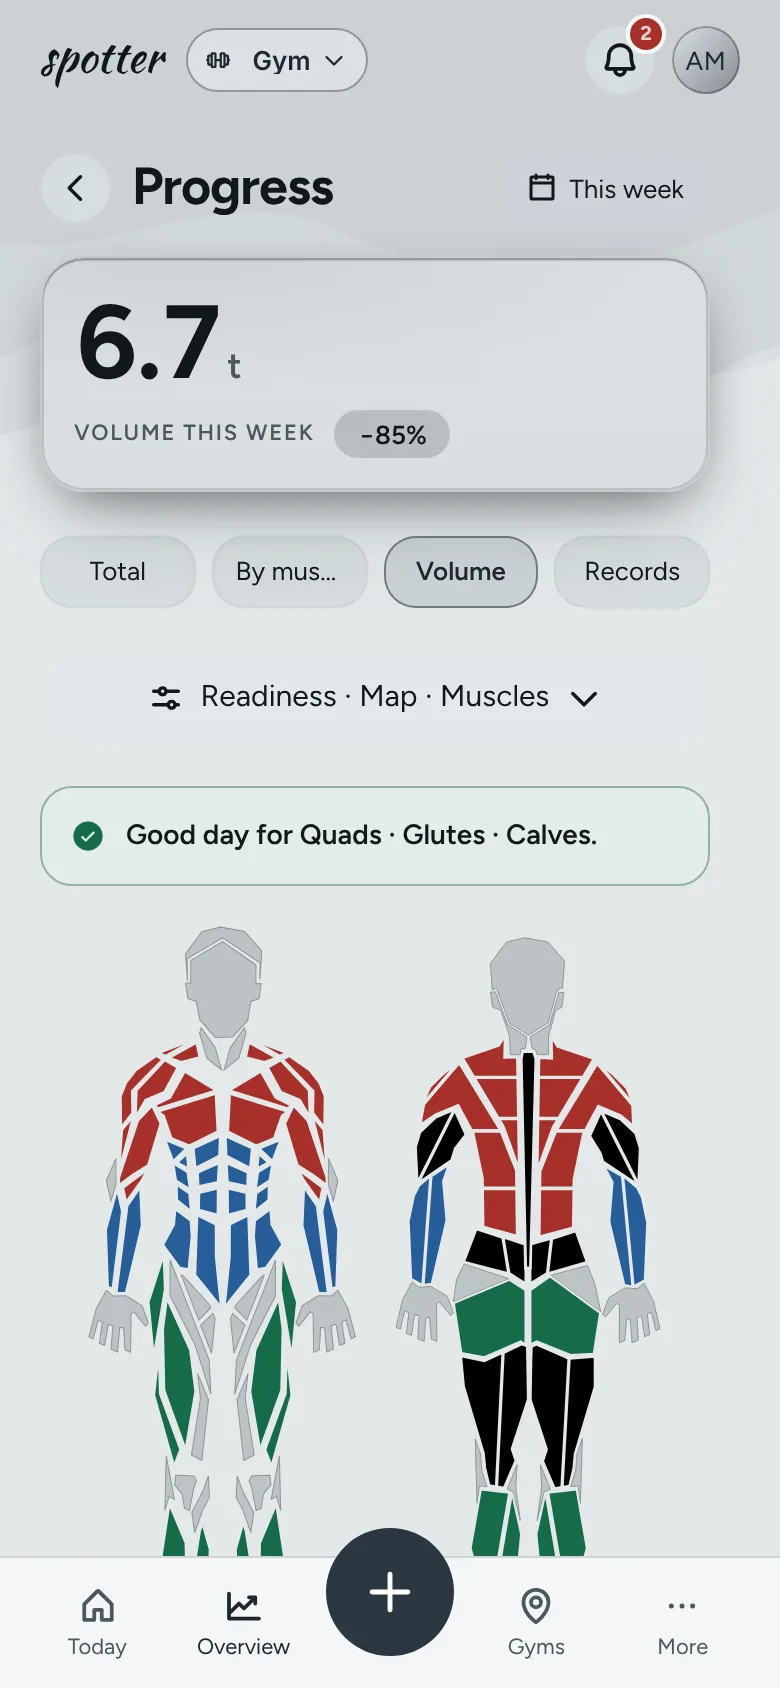 spotter
Gym
2
AM
Progress
This week
6.7 t
VOLUME THIS WEEK
-85%
Total
By mus...
Volume
Records
Readiness · Map · Muscles
Good day for Quads · Glutes · Calves.
Today
Overview
Gyms
More